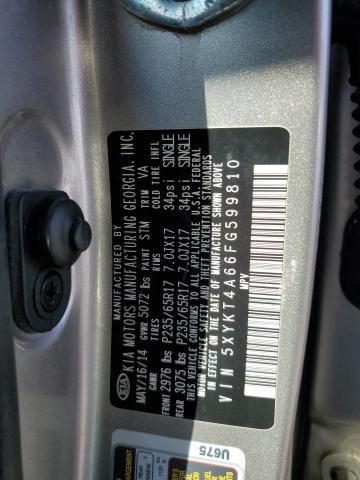 MANUFACTURED BY
KIA KIA MOTORS MANUFACTURING GEORGIA, INC.
MAY/16/14 GVWR 5072 lbs PAINT STM TRIM VA
GAWR TIRES RIMS COLD TIRE INFL
FRONT 2976 lbs P235/65R17 7.0JX17 34psi SINGLE
REAR 3075 lbs P235/65R17 7.0JX17 34psi SINGLE
THIS VEHICLE CONFORMS TO ALL APPLICABLE U.S.A. FEDERAL
MOTOR VEHICLE SAFETY AND THEFT PREVENTION STANDARDS
IN EFFECT ON THE DATE OF MANUFACTURE SHOWN ABOVE
VIN 5XYKT4A66FG599810 MPV
U675